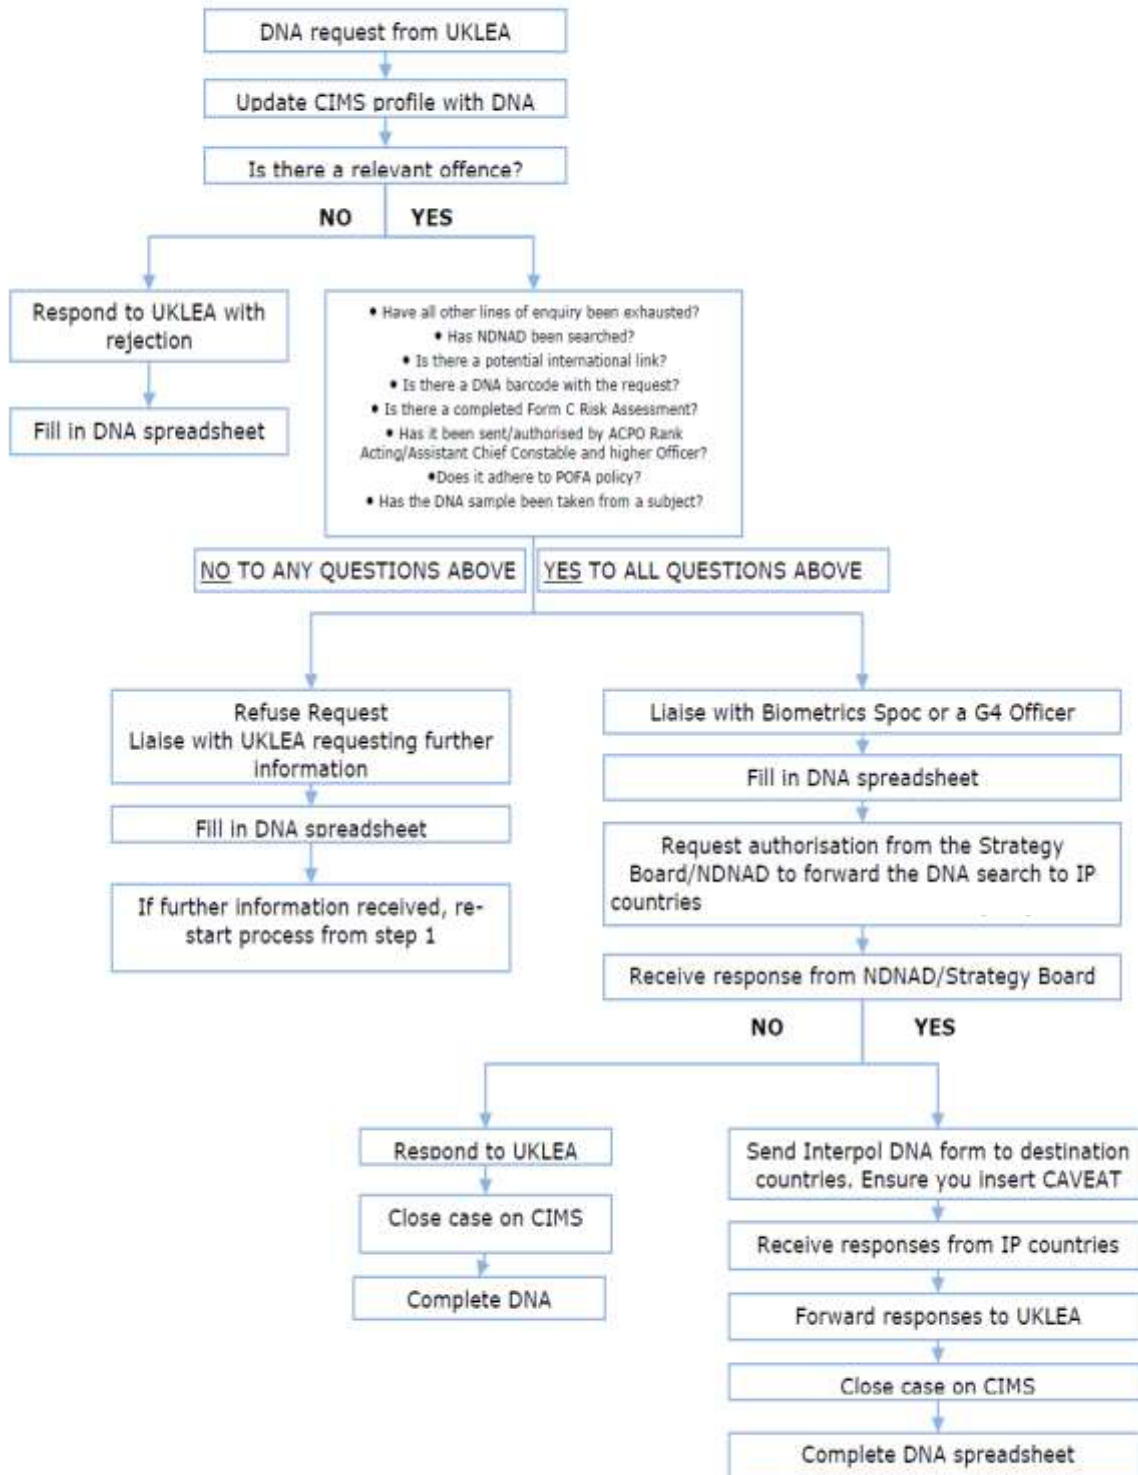 DNA request from UKLEA
Update CIMS profile with DNA
Is there a relevant offence?
NO YES
Respond to UKLEA with
rejection
Fill in DNA spreadsheet
• Have all other lines of enquiry been exhausted?
• Has NDNAD been searched?
• Is there a potential international link?
• Is there a DNA barcode with the request?
• Is there a completed Form C Risk Assessment?
• Has it been sent/authorised by ACPO Rank
Acting/Assistant Chief Constable and higher Officer?
•Does it adhere to POFA policy?
• Has the DNA sample been taken from a subject?
NO TO ANY QUESTIONS ABOVE
YES TO ALL QUESTIONS ABOVE
Refuse Request
Liaise with UKLEA requesting further
information
Fill in DNA spreadsheet
If further information received, re-
start process from step 1
Liaise with Biometrics Spoc or a G4 Officer
Fill in DNA spreadsheet
Request authorisation from the Strategy
Board/NDNAD to forward the DNA search to IP
countries
Receive response from NDNAD/Strategy Board
NO YES
Respond to UKLEA
Close case on CIMS
Complete DNA
Send Interpol DNA form to destination
countries. Ensure you insert CAVEAT
Receive responses from IP countries
Forward responses to UKLEA
Close case on CIMS
Complete DNA spreadsheet